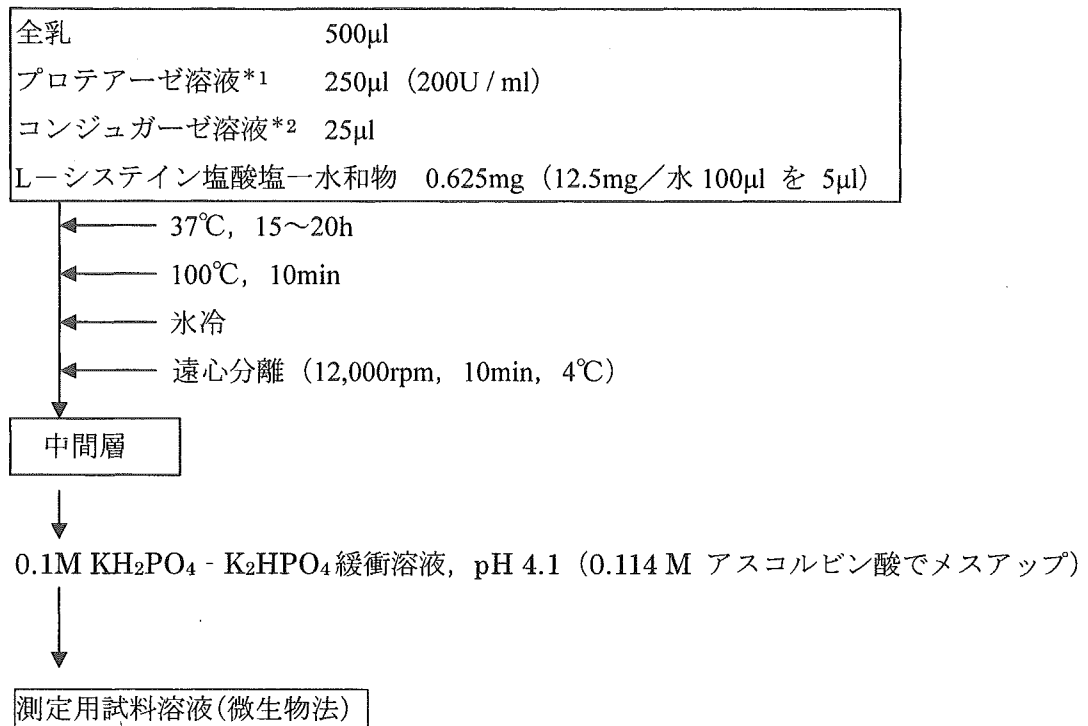 全乳 500μl
プロテアーゼ溶液*1 250μl (200U / ml)
コンジュガーゼ溶液*2 25μl
L-システイン塩酸塩一水和物 0.625mg (12.5mg/水 100μl を 5μl)
37℃, 15~20h
100℃, 10min
氷冷
遠心分離 (12,000rpm, 10min, 4℃)
中間層
0.1M KH₂PO₄ - K₂HPO₄緩衝溶液, pH 4.1 (0.114 M アスコルビン酸でメスアップ)
測定用試料溶液(微生物法)